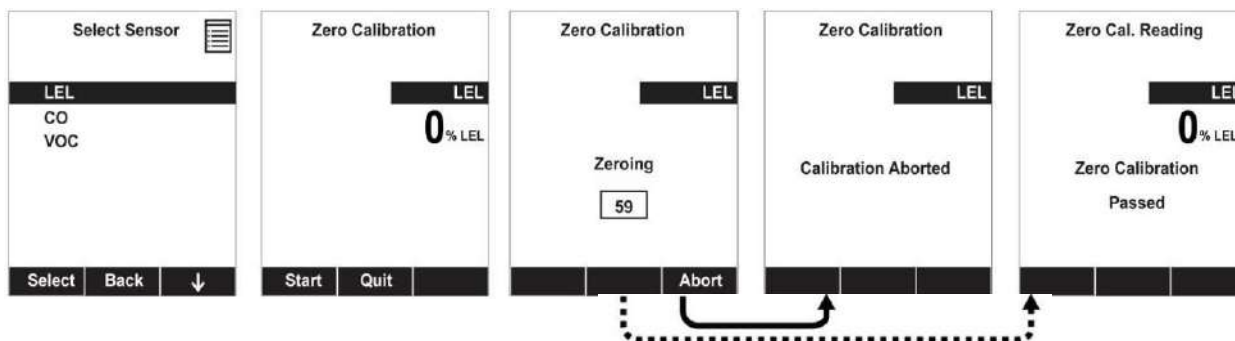 Select Sensor
LEL
CO
VOC
Select Back ↓
Zero Calibration
LEL
0 % LEL
Start Quit
Zero Calibration
LEL
Zeroing
59
Abort
Zero Calibration
LEL
Calibration Aborted
Zero Cal. Reading
LEL
0 % LEL
Zero Calibration
Passed